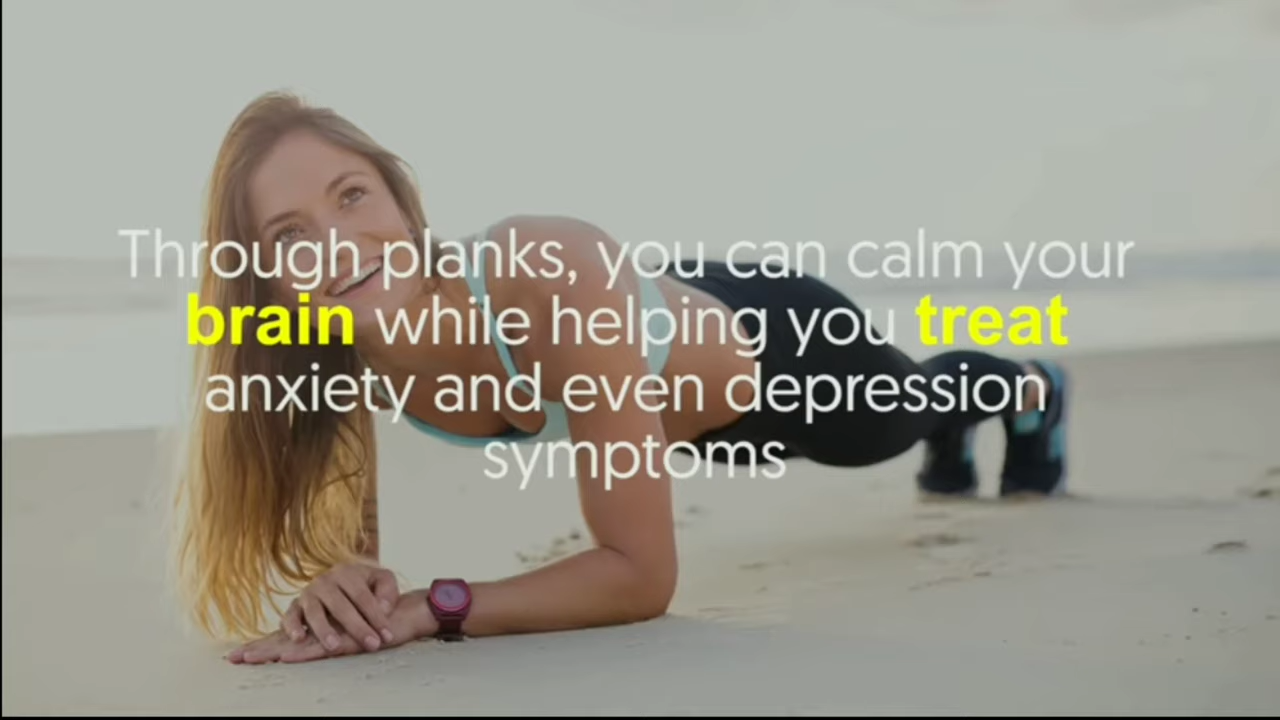 Through planks, you can calm your
brain while helping you treat
anxiety and even depression
symptoms